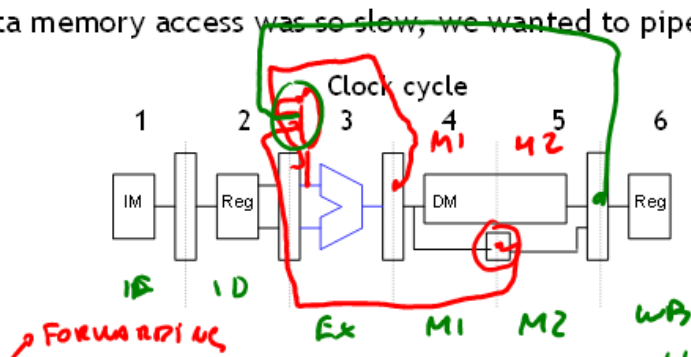 ta memory access was so slow, we wanted to pipe
Clock cycle
1 2 3 4 5 6
M1 M2
IM Reg DM Reg
ID
FORWARDING Ex M1 M2 WB